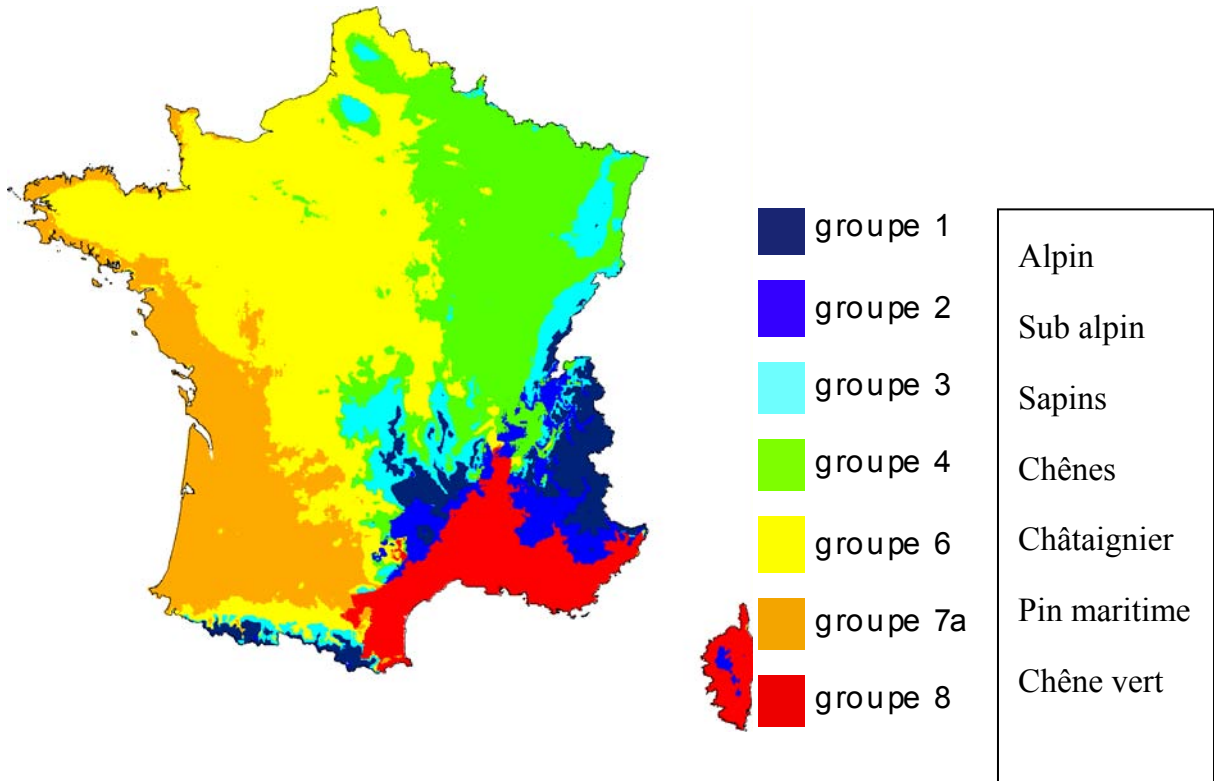 groupe 1
groupe 2
groupe 3
groupe 4
groupe 6
groupe 7a
groupe 8
Alpin
Sub alpin
Sapins
Chênes
Châtaignier
Pin maritime
Chêne vert